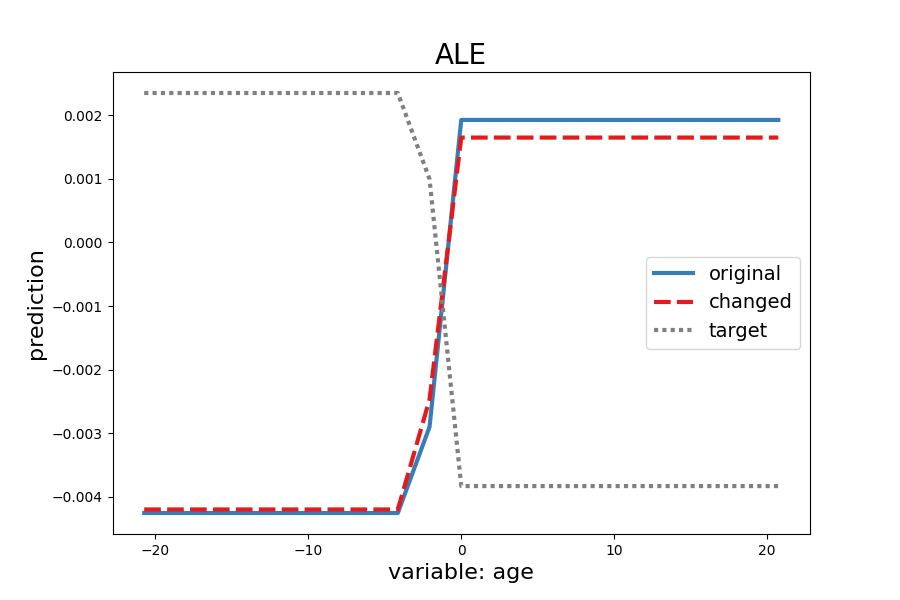 ALE
0.002
0.001
0.000
−0.001
−0.002
−0.003
−0.004
prediction
original
changed
target
−20
−10
0
10
20
variable: age